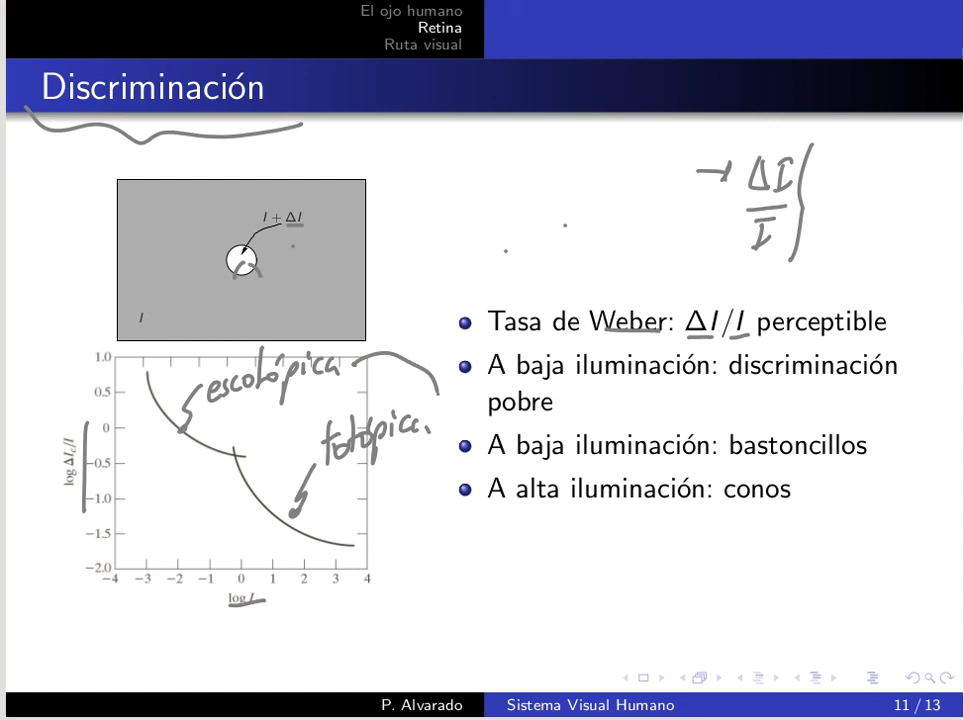 El ojo humano
Retina
Ruta visual
Discriminación
→ ΔI
I
I + ΔI
I
Tasa de Weber: ΔI/I perceptible
A baja iluminación: discriminación
pobre
A baja iluminación: bastoncillos
A alta iluminación: conos
escotópica
fotópica.
log ΔIc/I
1.0
0.5
0
−0.5
−1.0
−1.5
−2.0
−4 −3 −2 −1 0 1 2 3 4
log I
P. Alvarado
Sistema Visual Humano
11 / 13